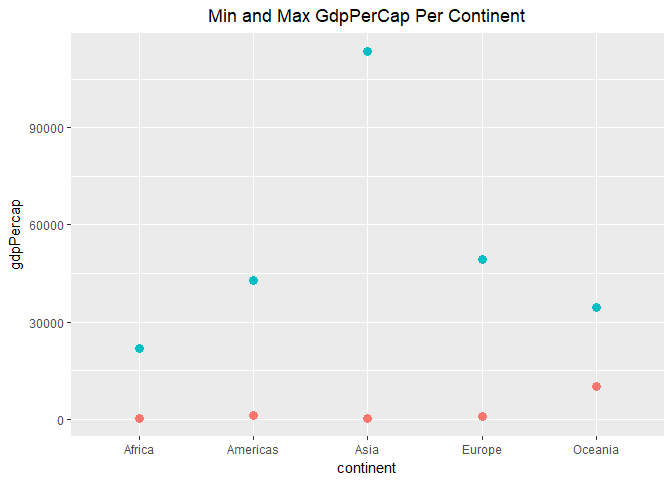 Min and Max GdpPerCap Per Continent
gdpPercap
90000
60000
30000
0
Africa Americas Asia Europe Oceania
continent